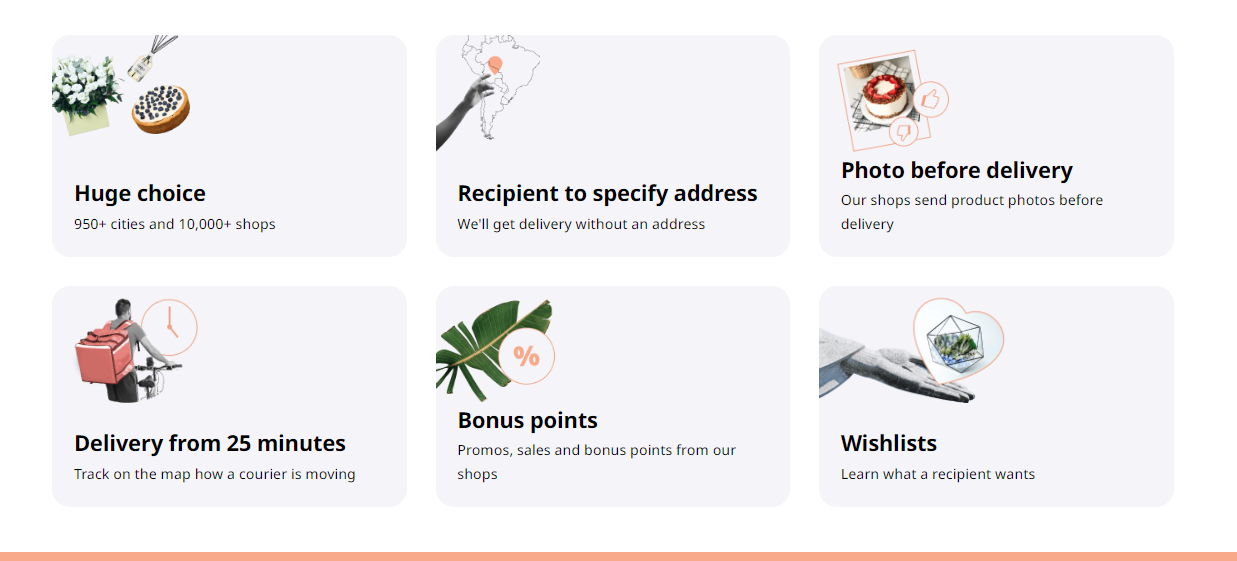 Huge choice
950+ cities and 10,000+ shops
Recipient to specify address
We'll get delivery without an address
Photo before delivery
Our shops send product photos before
delivery
Delivery from 25 minutes
Track on the map how a courier is moving
%
Bonus points
Promos, sales and bonus points from our
shops
Wishlists
Learn what a recipient wants